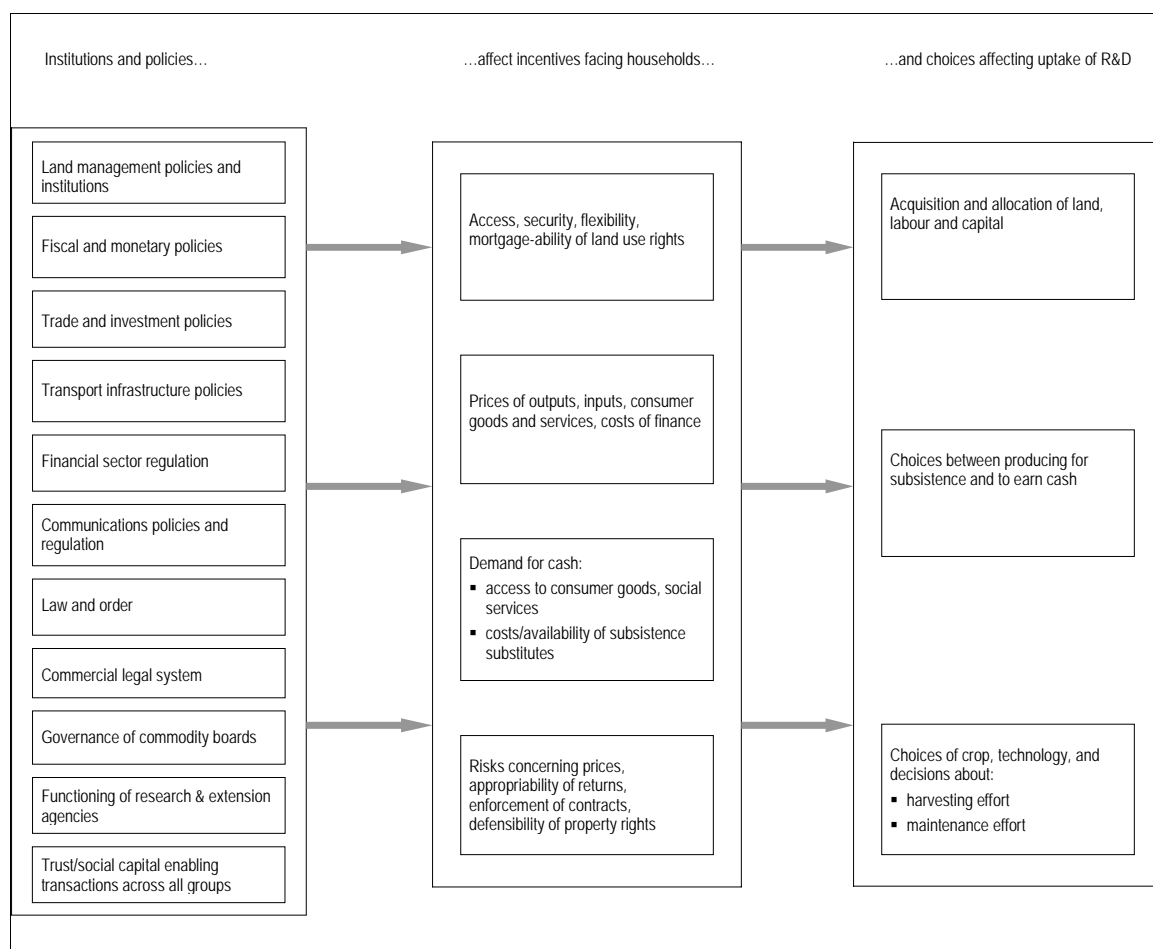 Institutions and policies…
…affect incentives facing households…
…and choices affecting uptake of R&D
Land management policies and
institutions
Fiscal and monetary policies
Trade and investment policies
Transport infrastructure policies
Financial sector regulation
Communications policies and
regulation
Law and order
Commercial legal system
Governance of commodity boards
Functioning of research & extension
agencies
Trust/social capital enabling
transactions across all groups
Access, security, flexibility,
mortgage-ability of land use rights
Prices of outputs, inputs, consumer
goods and services, costs of finance
Demand for cash:
▪ access to consumer goods, social
services
▪ costs/availability of subsistence
substitutes
Risks concerning prices,
appropriability of returns,
enforcement of contracts,
defensibility of property rights
Acquisition and allocation of land,
labour and capital
Choices between producing for
subsistence and to earn cash
Choices of crop, technology, and
decisions about:
▪ harvesting effort
▪ maintenance effort